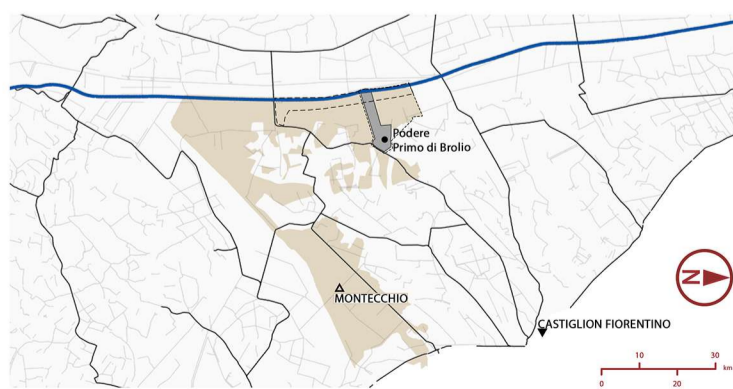 Podere
Primo di Brolio
MONTECCHIO
N
CASTIGLION FIORENTINO
10 30
km
0 20